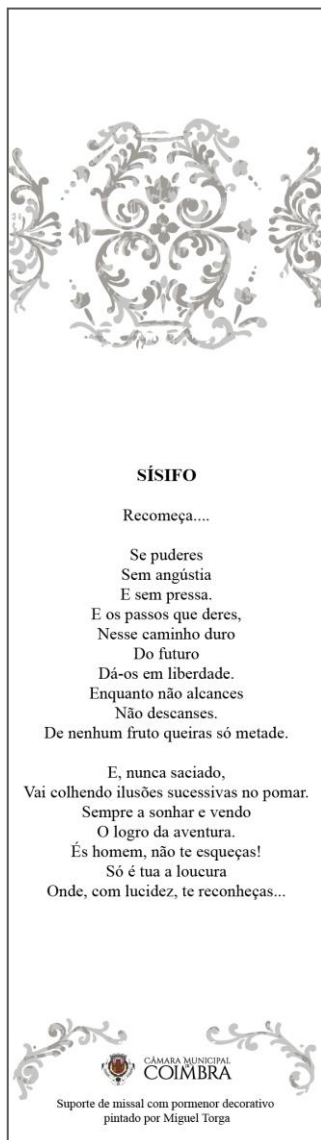 SÍSIFO
Recomeça....
Se puderes
Sem angústia
E sem pressa.
E os passos que deres,
Nesse caminho duro
Do futuro
Dá-os em liberdade.
Enquanto não alcances
Não descanses.
De nenhum fruto queiras só metade.
E, nunca saciado,
Vai colhendo ilusões sucessivas no pomar.
Sempre a sonhar e vendo
O logro da aventura.
És homem, não te esqueças!
Só é tua a loucura
Onde, com lucidez, te reconheças...
CÂMARA MUNICIPAL
COIMBRA
Suporte de missal com pormenor decorativo
pintado por Miguel Torga